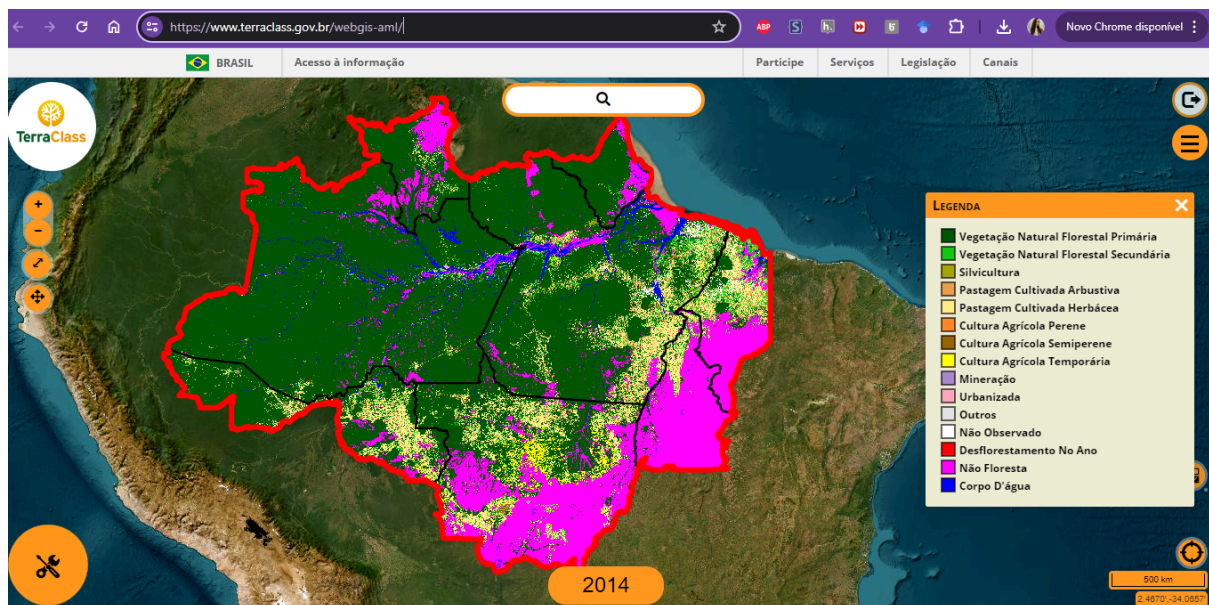 https://www.terraclass.gov.br/webgis-aml/
ABP
Novo Chrome disponível
BRASIL
Acesso à informação
Participe
Serviços
Legislação
Canais
TerraClass
LEGENDA
Vegetação Natural Florestal Primária
Vegetação Natural Florestal Secundária
Silvicultura
Pastagem Cultivada Arbustiva
Pastagem Cultivada Herbácea
Cultura Agrícola Perene
Cultura Agrícola Semiperene
Cultura Agrícola Temporária
Mineração
Urbanizada
Outros
Não Observado
Desflorestamento No Ano
Não Floresta
Corpo D'água
2014
500 km